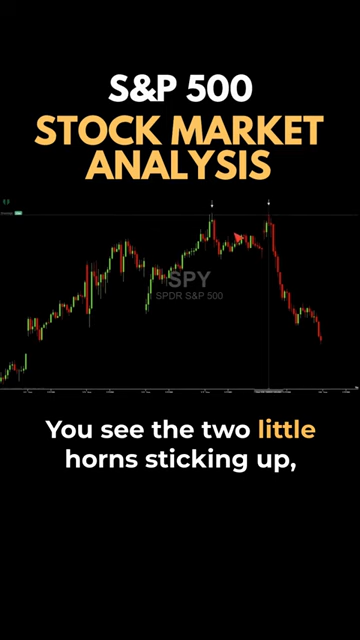 S&P 500
STOCK MARKET
ANALYSIS
SPY
SPDR S&P 500
You see the two little
horns sticking up,